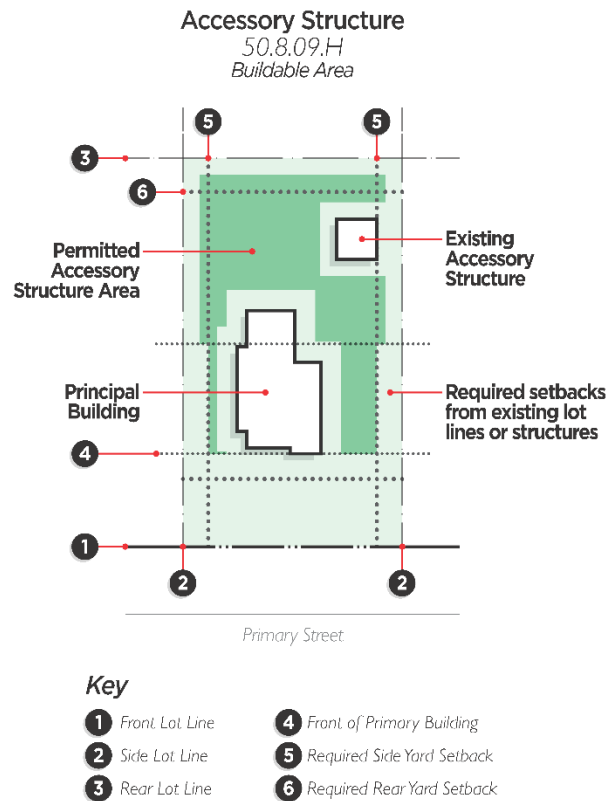 Accessory Structure
50.8.09.H
Buildable Area
5 5
3
6
Permitted
Accessory
Structure Area
Existing
Accessory
Structure
Principal
Building
Required setbacks
from existing lot
lines or structures
4
1
2 2
Primary Street
Key
1 Front Lot Line
2 Side Lot Line
3 Rear Lot Line
4 Front of Primary Building
5 Required Side Yard Setback
6 Required Rear Yard Setback